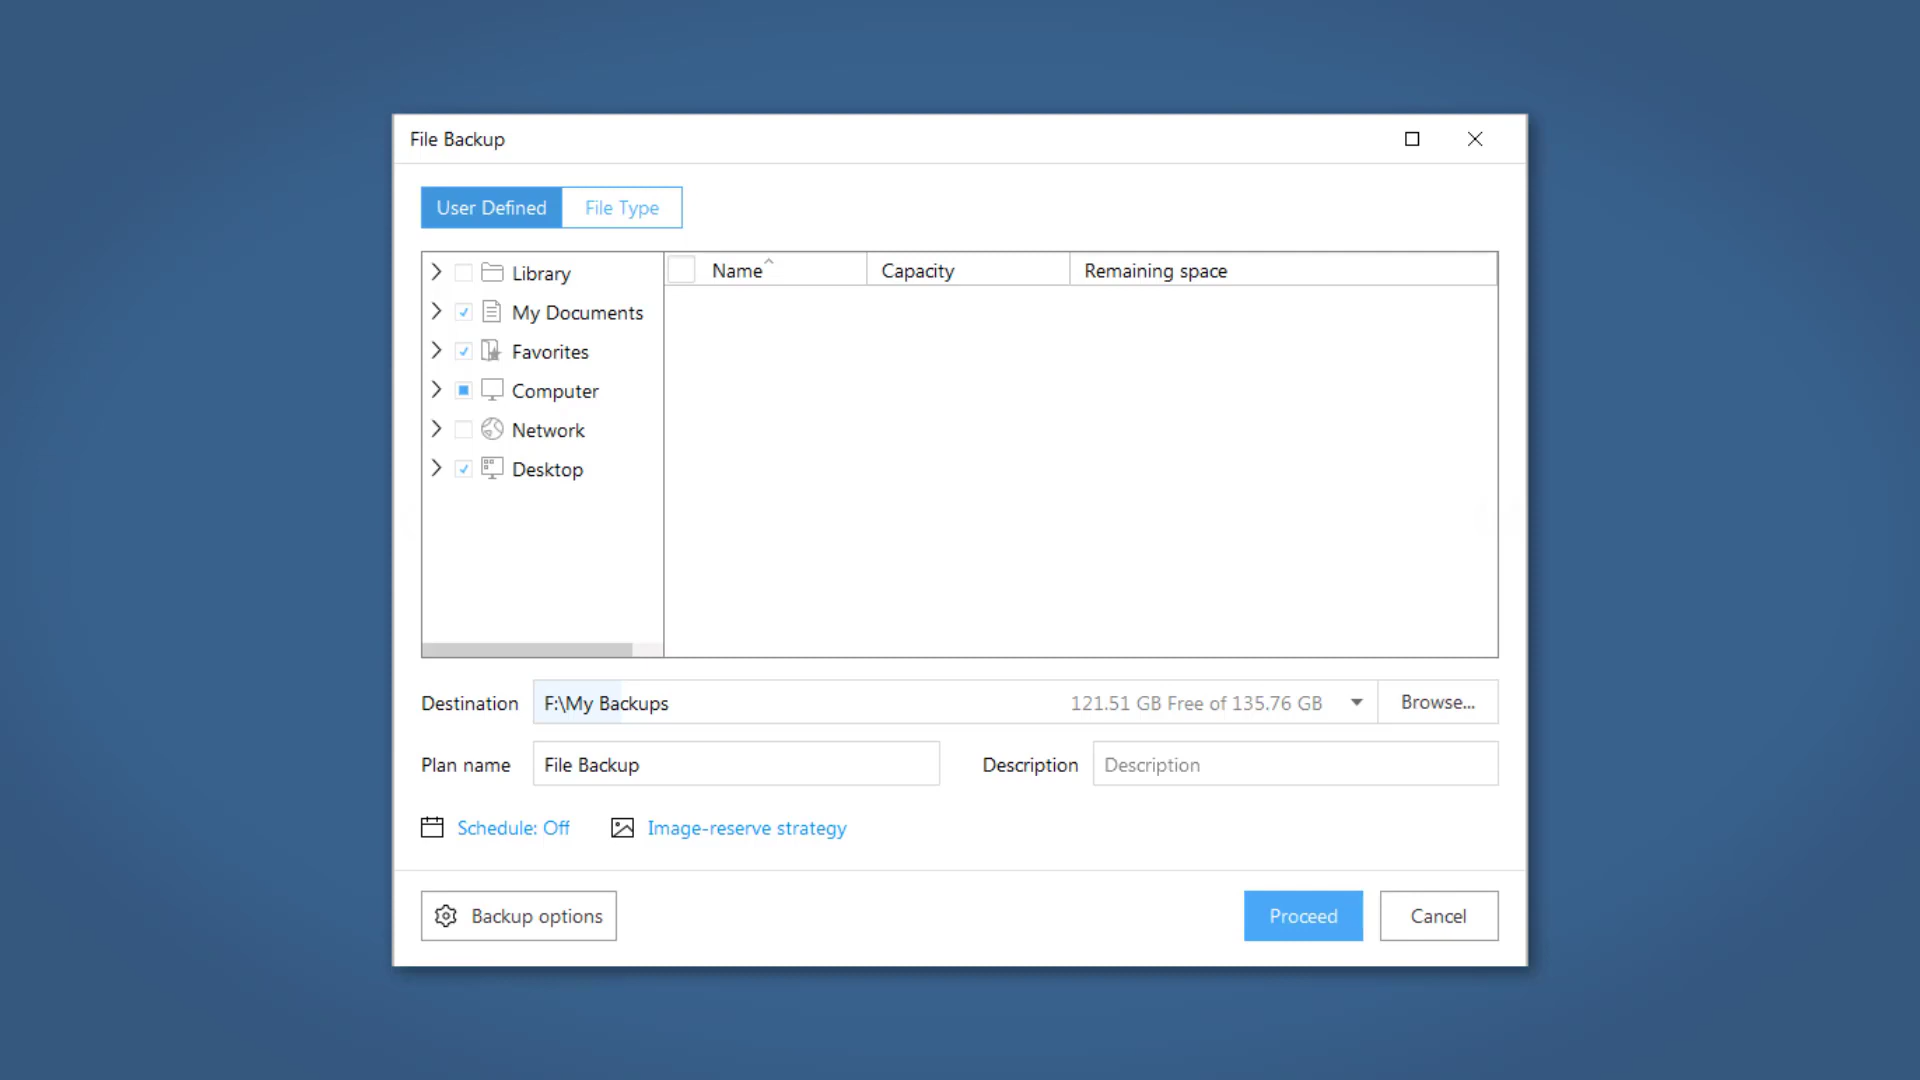 File Backup
User Defined File Type
Name Capacity Remaining space
Library
My Documents
Favorites
Computer
Network
Desktop
Destination F:\My Backups 121.51 GB Free of 135.76 GB Browse...
Plan name File Backup Description Description
Schedule: Off Image-reserve strategy
Backup options Proceed Cancel